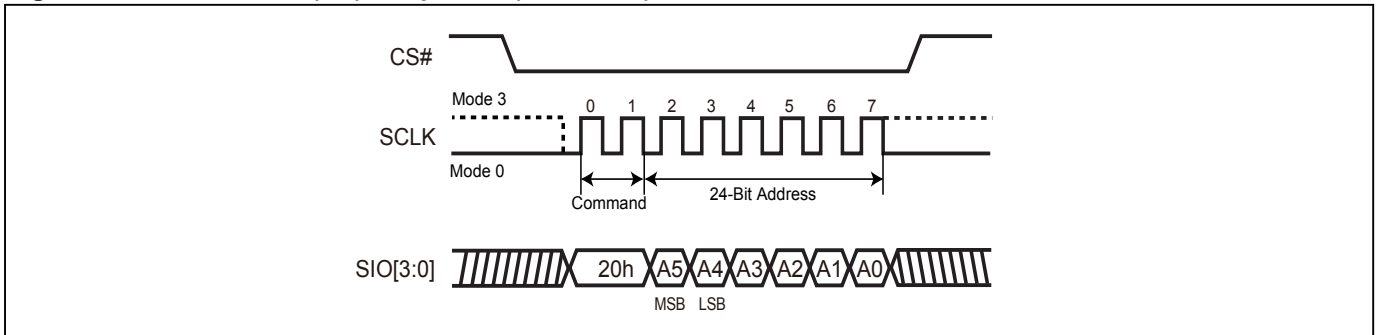 CS#
Mode 3
0 1 2 3 4 5 6 7
SCLK
Mode 0
Command
24-Bit Address
SIO[3:0]
20h A5 A4 A3 A2 A1 A0
MSB LSB